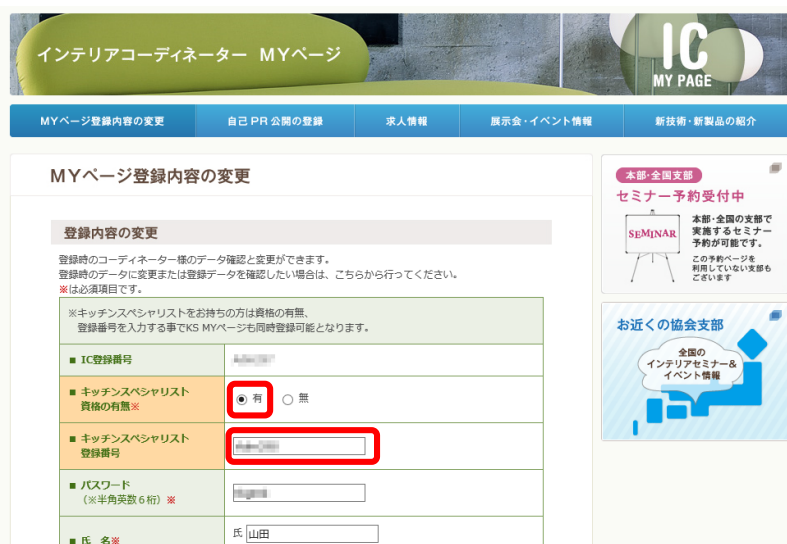 インテリアコーディネーター MYページ
IC
MY PAGE
MYページ登録内容の変更
自己PR公開の登録
求人情報
展示会・イベント情報
新技術・新製品の紹介
MYページ登録内容の変更
登録内容の変更
登録時のコーディネーター様のデータ確認と変更ができます。
登録時のデータに変更または登録データを確認したい場合は、こちらから行ってください。
※は必須項目です。
※キッチンスペシャリストをお持ちの方は資格の有無、
登録番号を入力する事でKS MYページも同時登録可能となります。
■ IC登録番号
■ キッチンスペシャリスト
資格の有無※
有 無
■ キッチンスペシャリスト
登録番号
■ パスワード
（※半角英数6桁）※
■ 氏 名※
氏 山田
本部・全国支部
セミナー予約受付中
SEMINAR
本部・全国の支部で
実施するセミナー
予約が可能です。
この予約ページを
利用していない支部も
ございます
お近くの協会支部
全国の
インテリアセミナー&
イベント情報